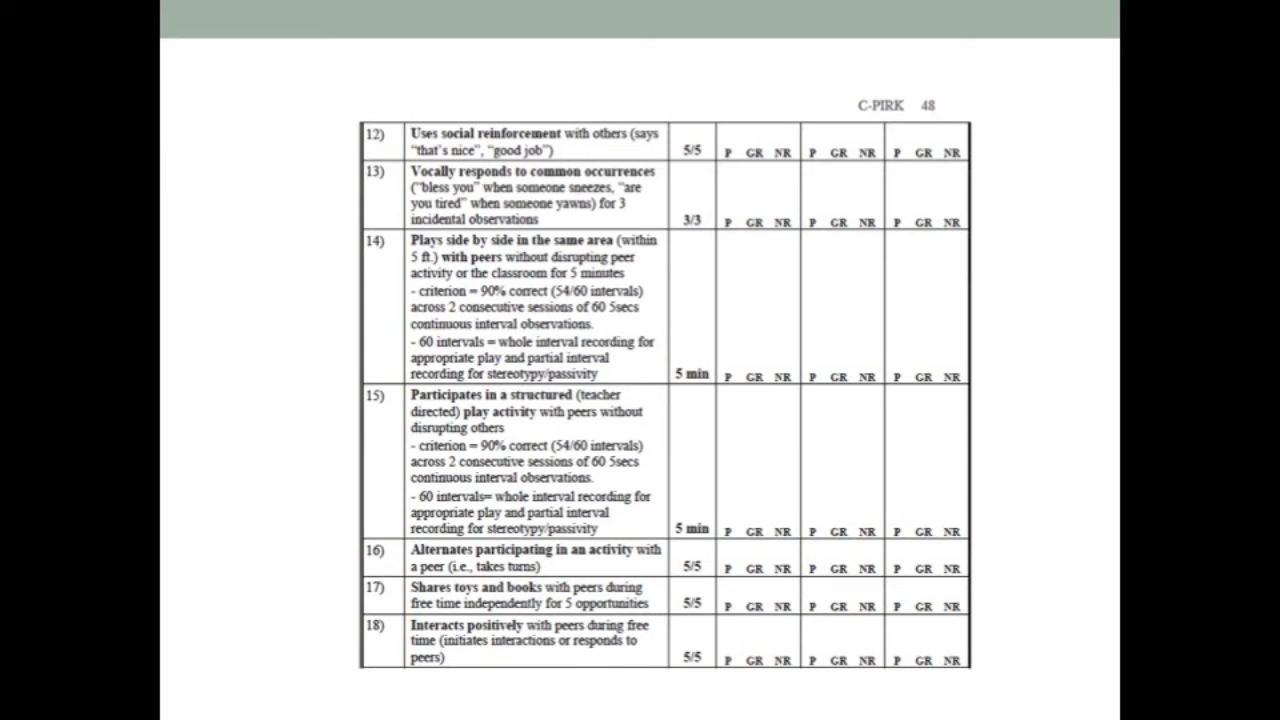 C-PIRK 48
12) Uses social reinforcement with others (says
“that’s nice”, “good job”) 5/5 P GR NR P GR NR P GR NR
13) Vocally responds to common occurrences
(“bless you” when someone sneezes, “are
you tired” when someone yawns) for 3
incidental observations 3/3 P GR NR P GR NR P GR NR
14) Plays side by side in the same area (within
5 ft.) with peers without disrupting peer
activity or the classroom for 5 minutes
- criterion = 90% correct (54/60 intervals)
across 2 consecutive sessions of 60 5secs
continuous interval observations.
- 60 intervals = whole interval recording for
appropriate play and partial interval
recording for stereotypy/passivity 5 min P GR NR P GR NR P GR NR
15) Participates in a structured (teacher
directed) play activity with peers without
disrupting others
- criterion = 90% correct (54/60 intervals)
across 2 consecutive sessions of 60 5secs
continuous interval observations.
- 60 intervals= whole interval recording for
appropriate play and partial interval
recording for stereotypy/passivity 5 min P GR NR P GR NR P GR NR
16) Alternates participating in an activity with
a peer (i.e., takes turns) 5/5 P GR NR P GR NR P GR NR
17) Shares toys and books with peers during
free time independently for 5 opportunities 5/5 P GR NR P GR NR P GR NR
18) Interacts positively with peers during free
time (initiates interactions or responds to
peers) 5/5 P GR NR P GR NR P GR NR